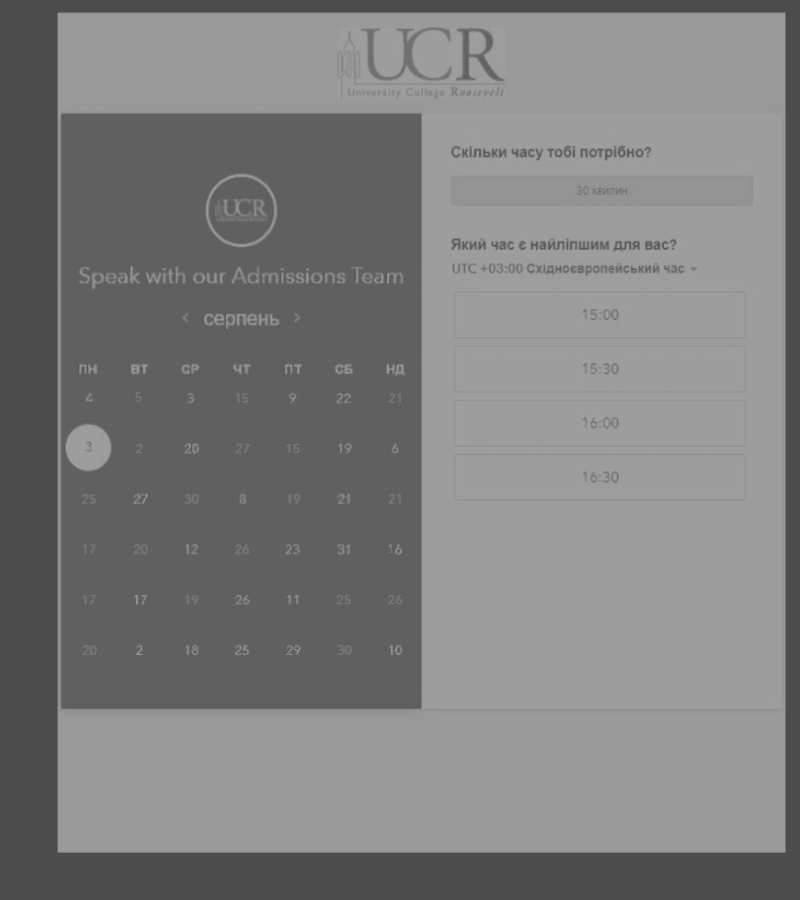 UCR
University College Roosevelt
UCR
Speak with our Admissions Team
< серпень >
ПН ВТ СР ЧТ ПТ СБ НД
4 5 3 15 9 22 21
3 2 20 27 15 19 6
25 27 30 8 19 21 21
17 20 12 26 23 31 16
17 17 19 26 11 25 26
20 2 18 25 29 30 10
Скільки часу тобі потрібно?
30 хвилин
Який час є найліпшим для вас?
UTC +03:00 Східноєвропейський час
15:00
15:30
16:00
16:30